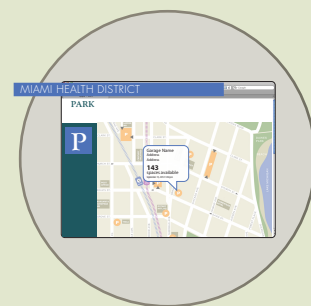 MIAMI HEALTH DISTRICT
PARK
P
Garage Name
Address
Address
143
spaces available